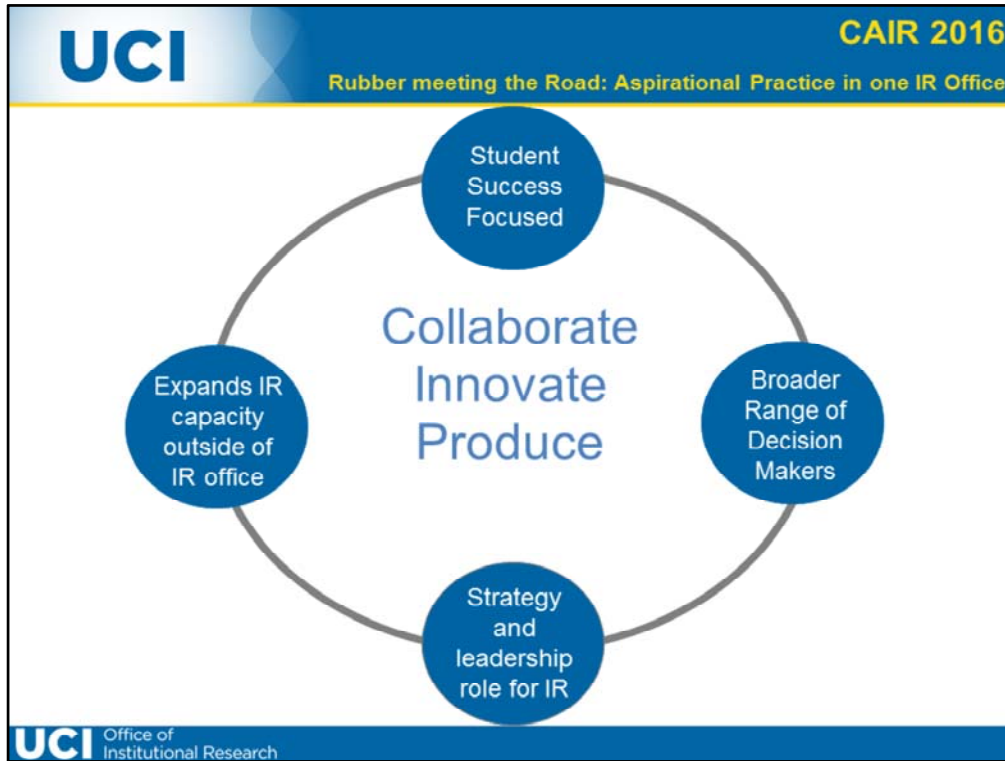 UCI
CAIR 2016
Rubber meeting the Road: Aspirational Practice in one IR Office
Student
Success
Focused
Collaborate
Innovate
Produce
Expands IR
capacity
outside of
IR office
Broader
Range of
Decision
Makers
Strategy
and
leadership
role for IR
UCI
Office of
Institutional Research